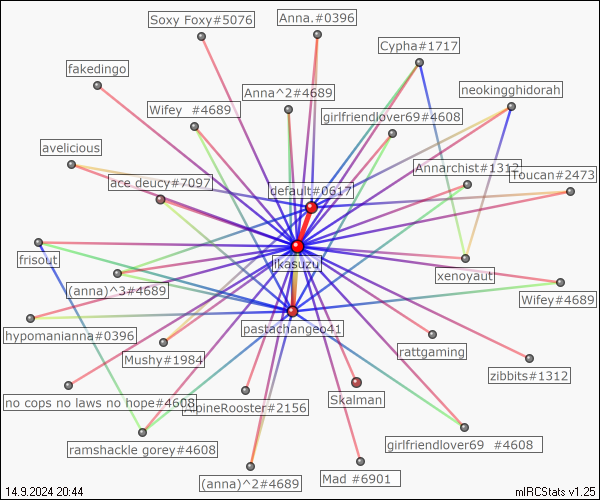 Soxy Foxy#5076
Anna.#0396
Cypha#1717
fakedingo
neokingghidorah
Anna^2#4689
Wifey #4689
girlfriendlover69#4608
avelicious
Annarchist#1312
Toucan#2473
ace deucy#7097
default#0617
frisout
ikasuzu
xenoyaut
(anna)^3#4689
Wifey#4689
hypomanianna#0396
pastachangeo41
Mushy#1984
rattgaming
zibbits#1312
no cops no laws no hope#4608
AlpineRooster#2156
Skalman
ramshackle gorey#4608
girlfriendlover69 #4608
(anna)^2#4689
Mad #6901
14.9.2024 20:44
mIRCStats v1.25